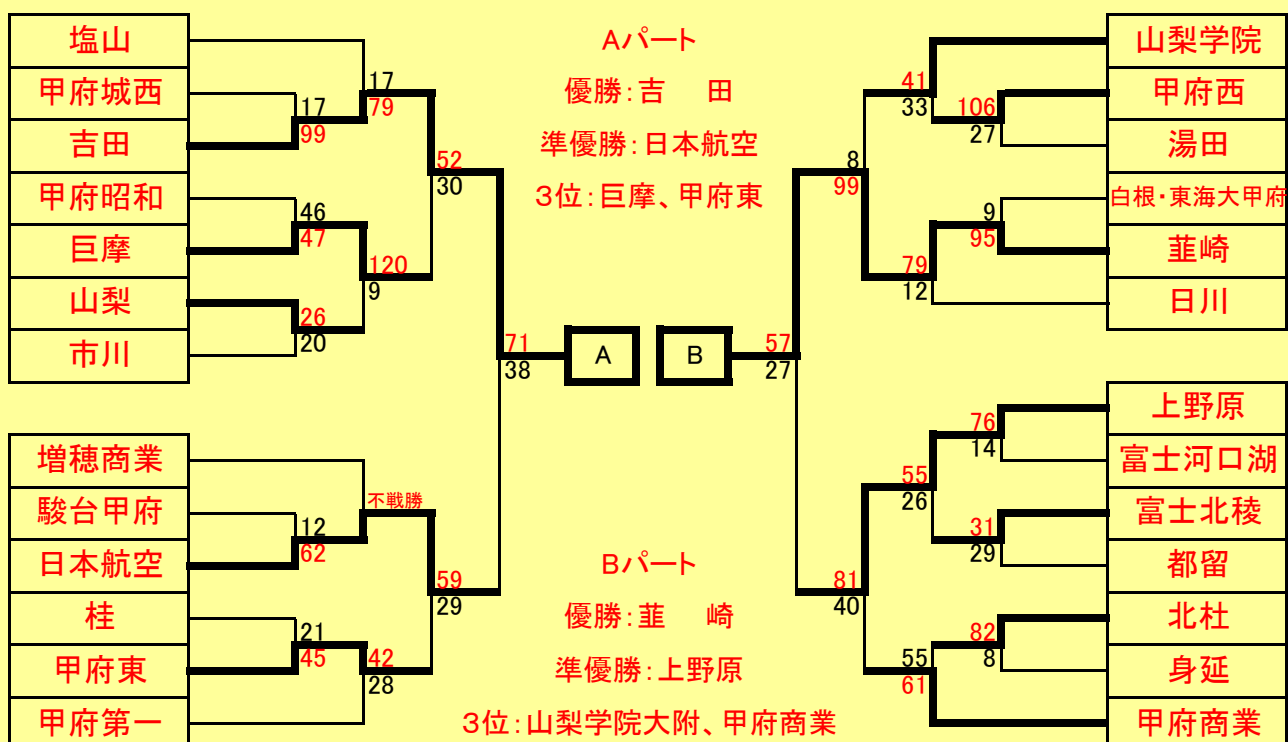 塩山
甲府城西
吉田
甲府昭和
巨摩
山梨
市川
17
79
17
99
52
30
46
47
120
9
26
20
71
38
A
Aパート
優勝:吉　田
準優勝:日本航空
3位:巨摩、甲府東
山梨学院
甲府西
湯田
白根・東海大甲府
韮崎
日川
41
33
106
27
8
99
9
95
79
12
B
57
27
増穂商業
駿台甲府
日本航空
桂
甲府東
甲府第一
不戦勝
12
62
59
29
21
45
42
28
Bパート
優勝:韮　崎
準優勝:上野原
3位:山梨学院大附、甲府商業
上野原
富士河口湖
富士北稜
都留
北杜
身延
甲府商業
76
14
55
26
31
29
81
40
82
8
55
61